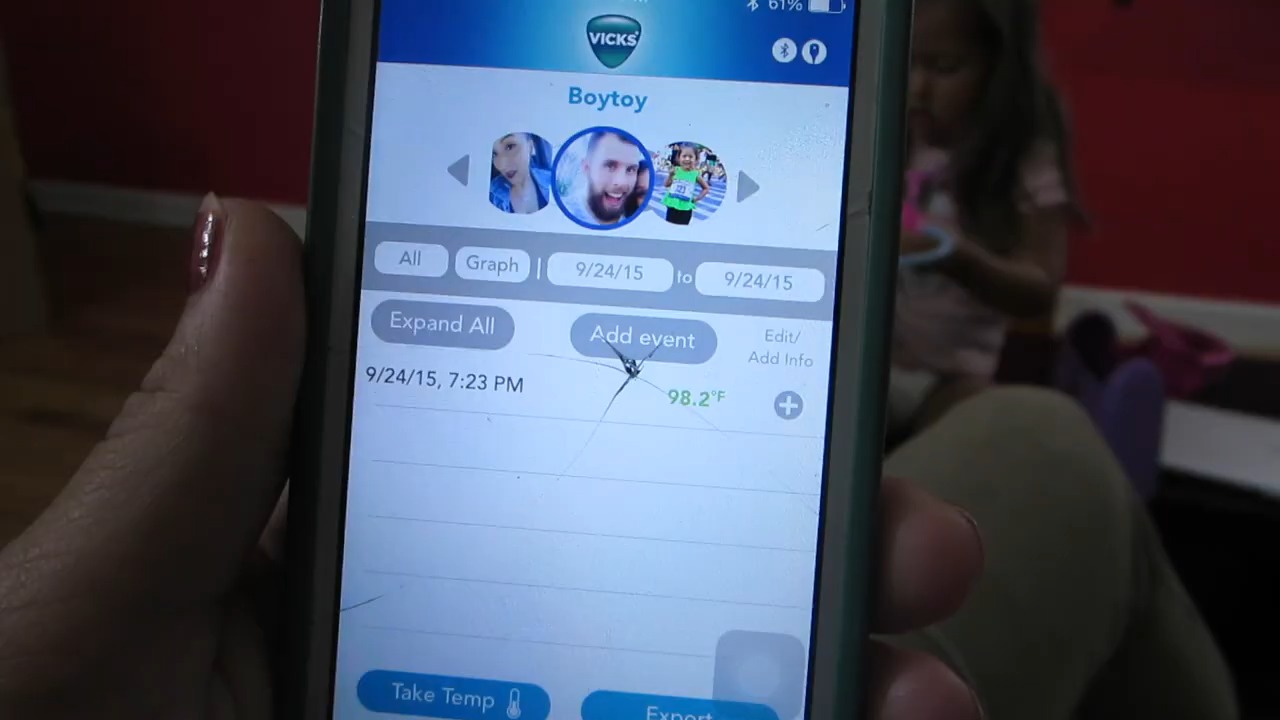 61%
VICKS
Boytoy
All Graph | 9/24/15 to 9/24/15
Expand All Add event Edit/
Add Info
9/24/15, 7:23 PM 98.2°F
Take Temp Export